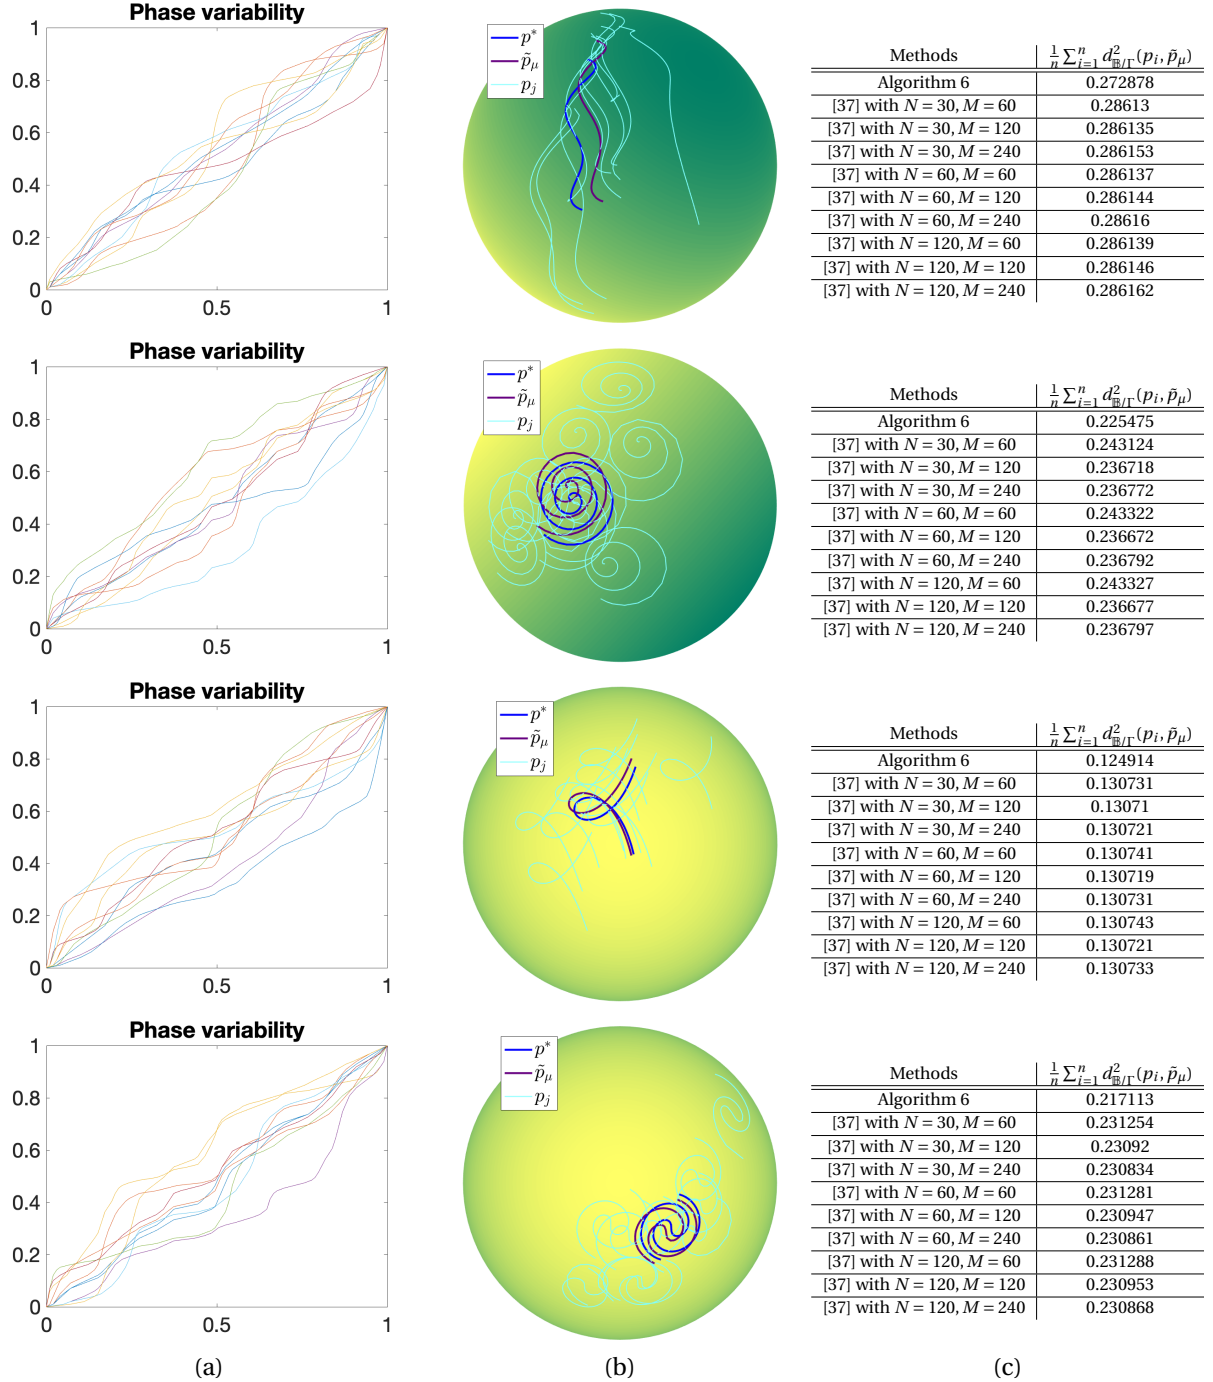 Phase variability
1
0.8
0.6
0.4
0.2
0
0 0.5 1
p*
p̃μ
pj
Methods 1/n ∑ⁿᵢ₌₁ d²_𝔹/Γ(pᵢ, p̃μ)
Algorithm 6 0.272878
[37] with N = 30, M = 60 0.28613
[37] with N = 30, M = 120 0.286135
[37] with N = 30, M = 240 0.286153
[37] with N = 60, M = 60 0.286137
[37] with N = 60, M = 120 0.286144
[37] with N = 60, M = 240 0.28616
[37] with N = 120, M = 60 0.286139
[37] with N = 120, M = 120 0.286146
[37] with N = 120, M = 240 0.286162
Phase variability
1
0.8
0.6
0.4
0.2
0
0 0.5 1
p*
p̃μ
pj
Methods 1/n ∑ⁿᵢ₌₁ d²_𝔹/Γ(pᵢ, p̃μ)
Algorithm 6 0.225475
[37] with N = 30, M = 60 0.243124
[37] with N = 30, M = 120 0.236718
[37] with N = 30, M = 240 0.236772
[37] with N = 60, M = 60 0.243322
[37] with N = 60, M = 120 0.236672
[37] with N = 60, M = 240 0.236792
[37] with N = 120, M = 60 0.243327
[37] with N = 120, M = 120 0.236677
[37] with N = 120, M = 240 0.236797
Phase variability
1
0.8
0.6
0.4
0.2
0
0 0.5 1
p*
p̃μ
pj
Methods 1/n ∑ⁿᵢ₌₁ d²_𝔹/Γ(pᵢ, p̃μ)
Algorithm 6 0.124914
[37] with N = 30, M = 60 0.130731
[37] with N = 30, M = 120 0.13071
[37] with N = 30, M = 240 0.130721
[37] with N = 60, M = 60 0.130741
[37] with N = 60, M = 120 0.130719
[37] with N = 60, M = 240 0.130731
[37] with N = 120, M = 60 0.130743
[37] with N = 120, M = 120 0.130721
[37] with N = 120, M = 240 0.130733
Phase variability
1
0.8
0.6
0.4
0.2
0
0 0.5 1
p*
p̃μ
pj
Methods 1/n ∑ⁿᵢ₌₁ d²_𝔹/Γ(pᵢ, p̃μ)
Algorithm 6 0.217113
[37] with N = 30, M = 60 0.231254
[37] with N = 30, M = 120 0.23092
[37] with N = 30, M = 240 0.230834
[37] with N = 60, M = 60 0.231281
[37] with N = 60, M = 120 0.230947
[37] with N = 60, M = 240 0.230861
[37] with N = 120, M = 60 0.231288
[37] with N = 120, M = 120 0.230953
[37] with N = 120, M = 240 0.230868
(a) (b) (c)